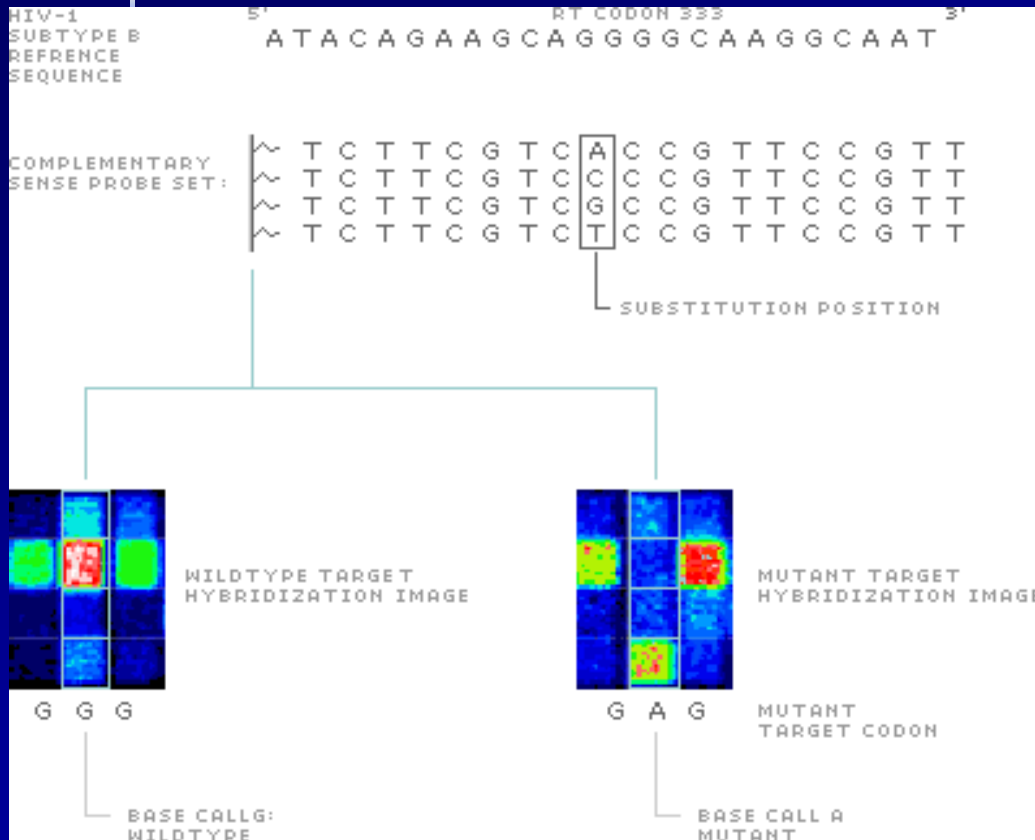 HIV-1
SUBTYPE B
REFRENCE
SEQUENCE
5' RT CODON 333 3'
ATACAGAAGCAGGGGCAAGGCAAT
COMPLEMENTARY
SENSE PROBE SET:
T C T T C G T C A C C G T T C C G T T
T C T T C G T C C C C G T T C C G T T
T C T T C G T C G C C G T T C C G T T
T C T T C G T C T C C G T T C C G T T
SUBSTITUTION POSITION
WILDTYPE TARGET
HYBRIDIZATION IMAGE
MUTANT TARGET
HYBRIDIZATION IMAGE
G G G
G A G
MUTANT
TARGET CODON
BASE CALLG:
WILDTYPE
BASE CALL A
MUTANT